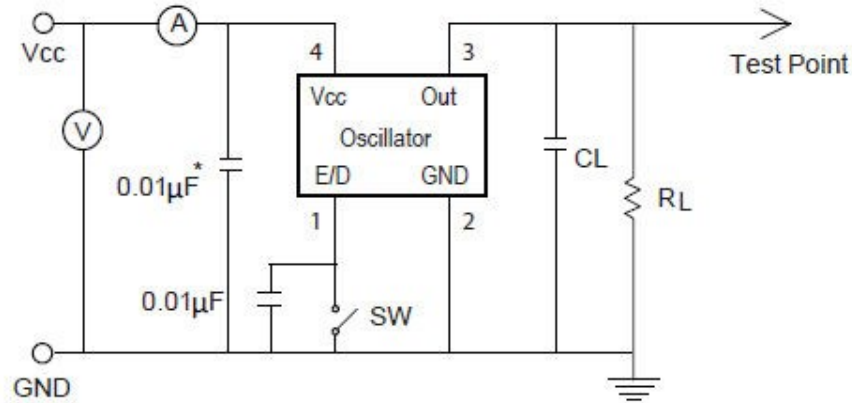 A
Vcc
4
3
Test Point
Vcc
Out
V
Oscillator
CL
0.01µF*
E/D
GND
RL
1
2
0.01µF
SW
GND